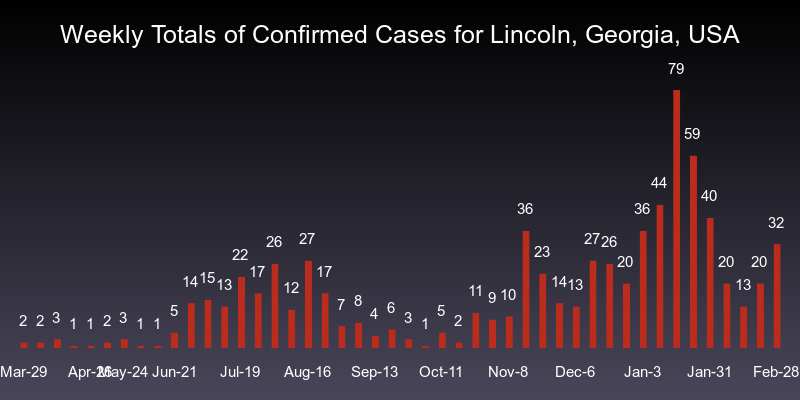 Weekly Totals of Confirmed Cases for Lincoln, Georgia, USA
79
59
44
40
36 36
32
27 26 27 26
22 23 20 20 20
14 15 13 17 12 17 14 13 13
11 9 10
5 7 8 4 6 5
2 2 3 1 1 2 3 1 1 3 1 2
Mar-29 Apr-26 May-24 Jun-21 Jul-19 Aug-16 Sep-13 Oct-11 Nov-8 Dec-6 Jan-3 Jan-31 Feb-28